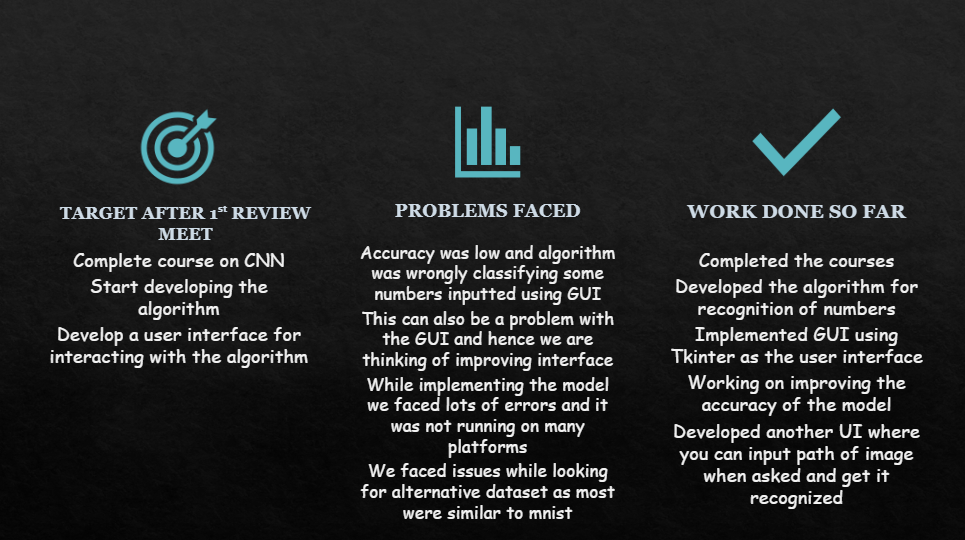 TARGET AFTER 1st REVIEW
MEET
Complete course on CNN
Start developing the
algorithm
Develop a user interface for
interacting with the algorithm
PROBLEMS FACED
Accuracy was low and algorithm
was wrongly classifying some
numbers inputted using GUI
This can also be a problem with
the GUI and hence we are
thinking of improving interface
While implementing the model
we faced lots of errors and it
was not running on many
platforms
We faced issues while looking
for alternative dataset as most
were similar to mnist
WORK DONE SO FAR
Completed the courses
Developed the algorithm for
recognition of numbers
Implemented GUI using
Tkinter as the user interface
Working on improving the
accuracy of the model
Developed another UI where
you can input path of image
when asked and get it
recognized